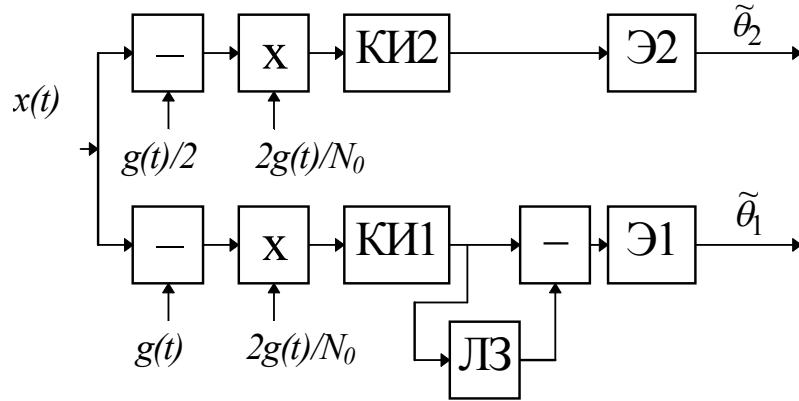 − x КИ2 Э2 θ̃₂
x(t)
g(t)/2 2g(t)/N₀
− x КИ1 − Э1 θ̃₁
g(t) 2g(t)/N₀ ЛЗ